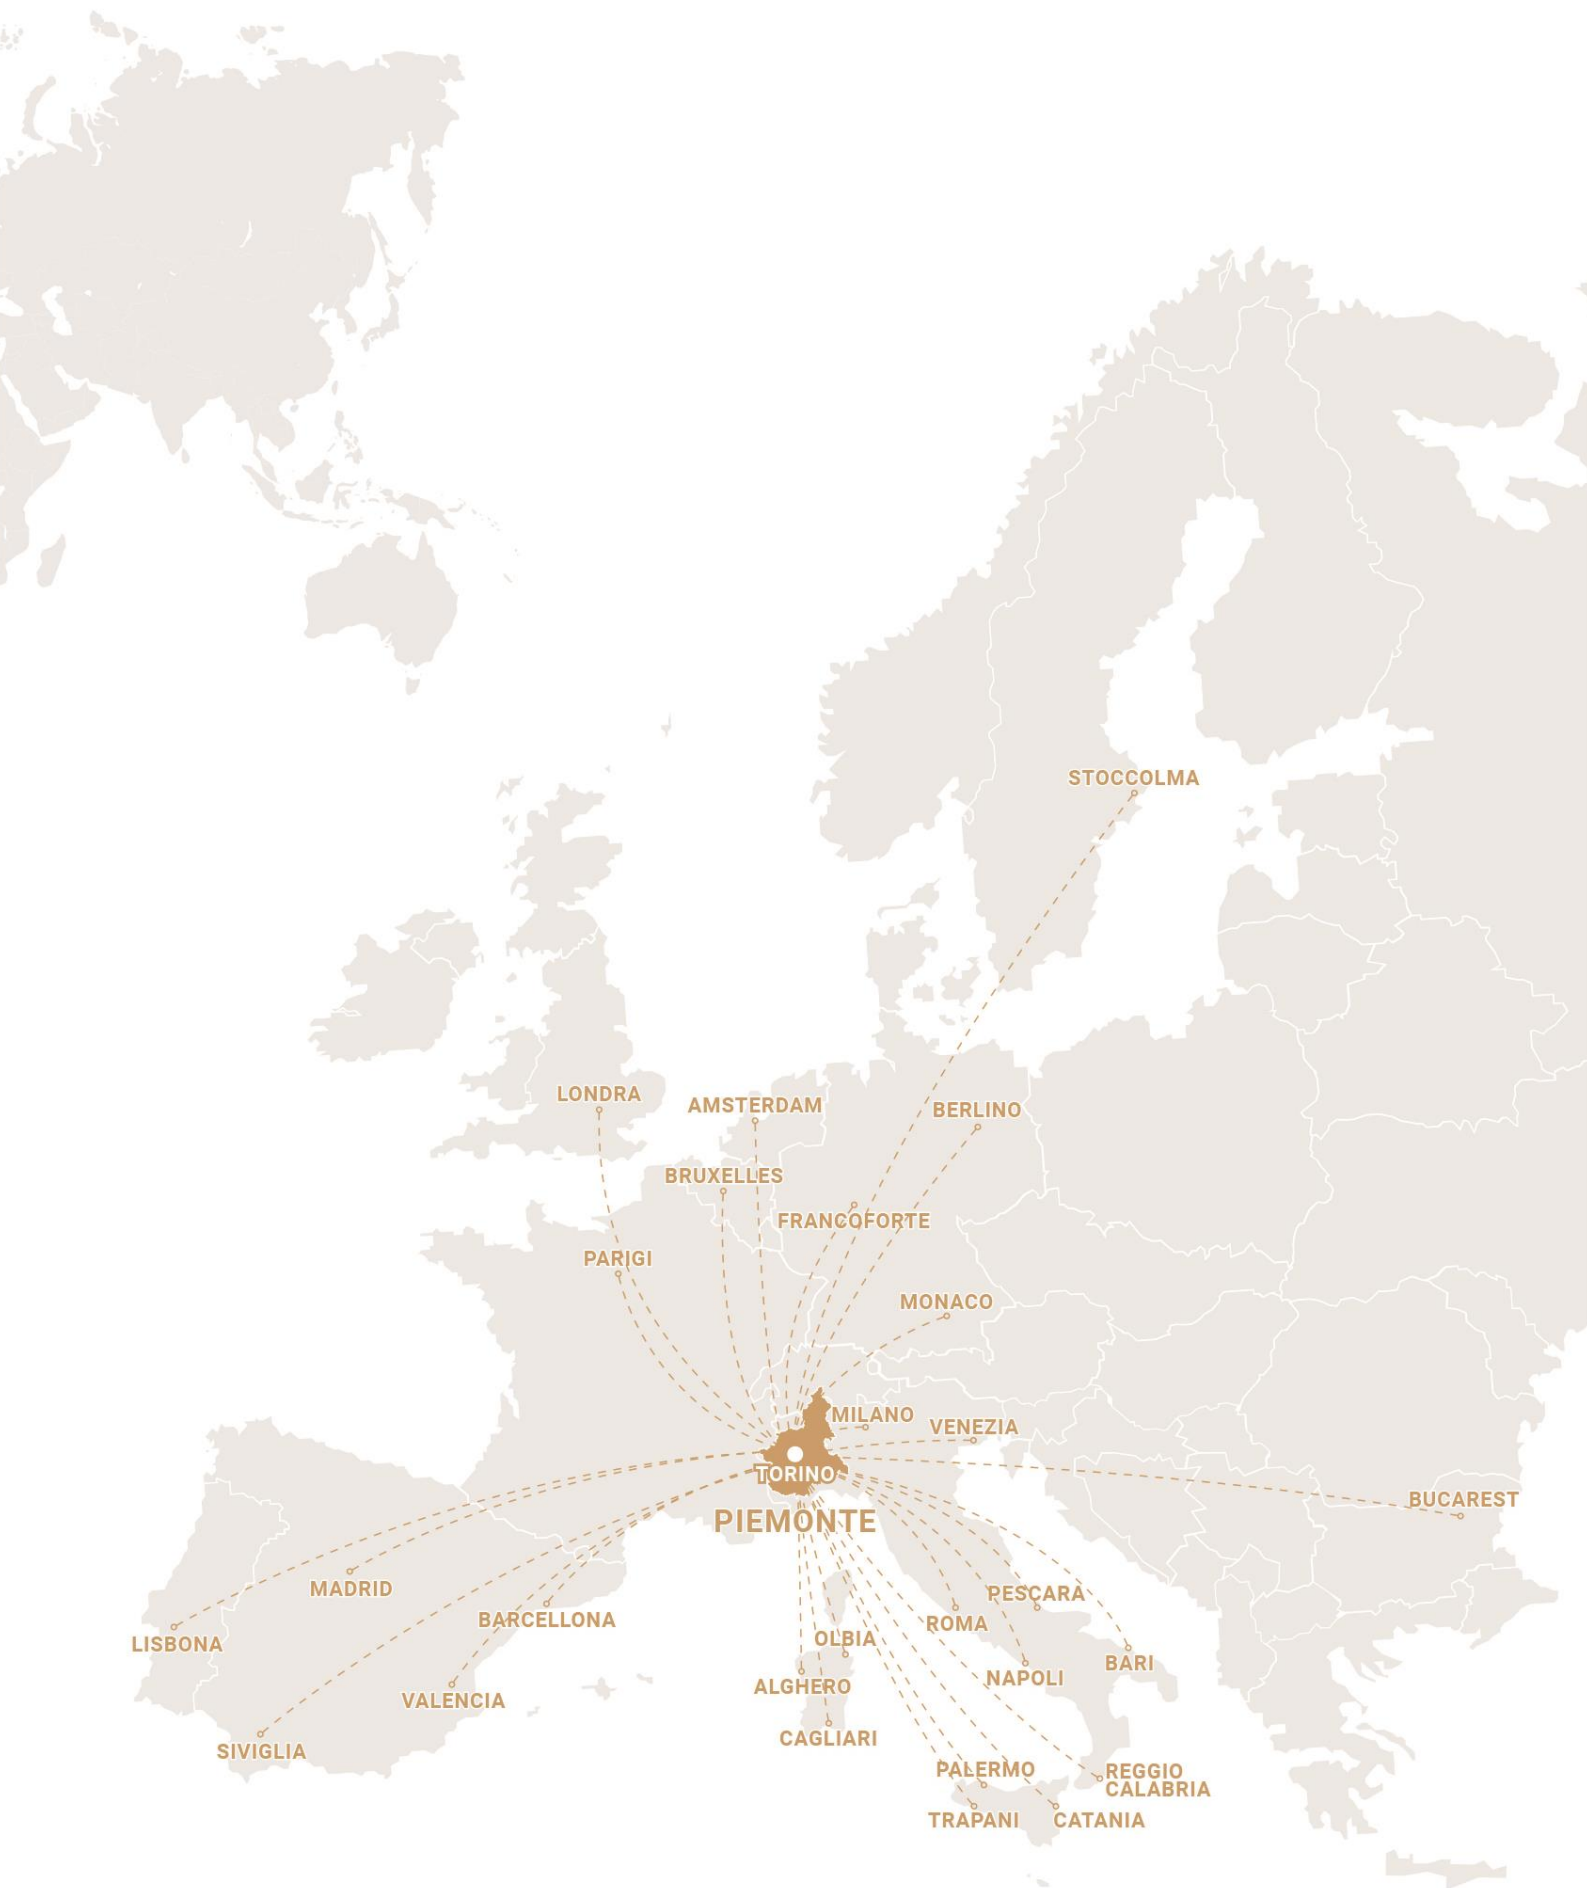 STOCCOLMA
LONDRA
AMSTERDAM
BERLINO
BRUXELLES
FRANCOFORTE
PARIGI
MONACO
MILANO
VENEZIA
TORINO
BUCAREST
PIEMONTE
MADRID
PESCARA
BARCELLONA
ROMA
LISBONA
OLBIA
BARI
NAPOLI
ALGHERO
VALENCIA
CAGLIARI
SIVIGLIA
PALERMO
REGGIO
CALABRIA
TRAPANI
CATANIA